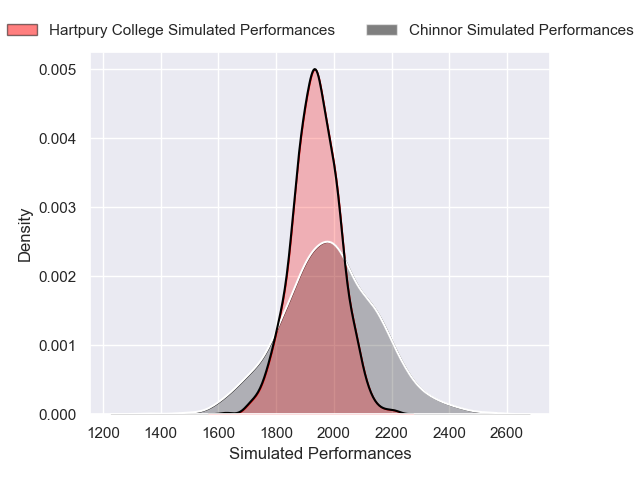 Hartpury College Simulated Performances Chinnor Simulated Performances
0.005
0.004
0.003
0.002
0.001
0.000
Density
1200 1400 1600 1800 2000 2200 2400 2600
Simulated Performances